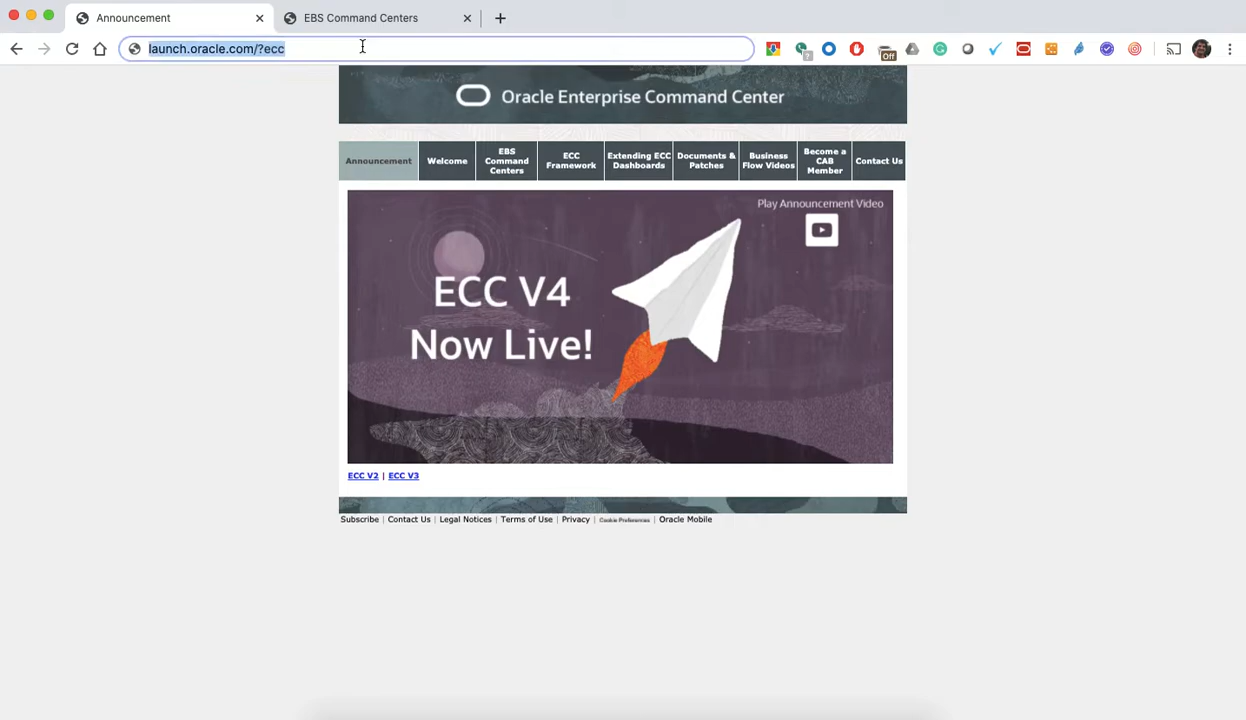 Announcement
EBS Command Centers
launch.oracle.com/?ecc
?
Off
Oracle Enterprise Command Center
Announcement
Welcome
EBS
Command
Centers
ECC
Framework
Extending ECC
Dashboards
Documents &
Patches
Business
Flow Videos
Become a
CAB
Member
Contact Us
Play Announcement Video
ECC V4
Now Live!
ECC V2 | ECC V3
Subscribe | Contact Us | Legal Notices | Terms of Use | Privacy | Cookie Preferences | Oracle Mobile